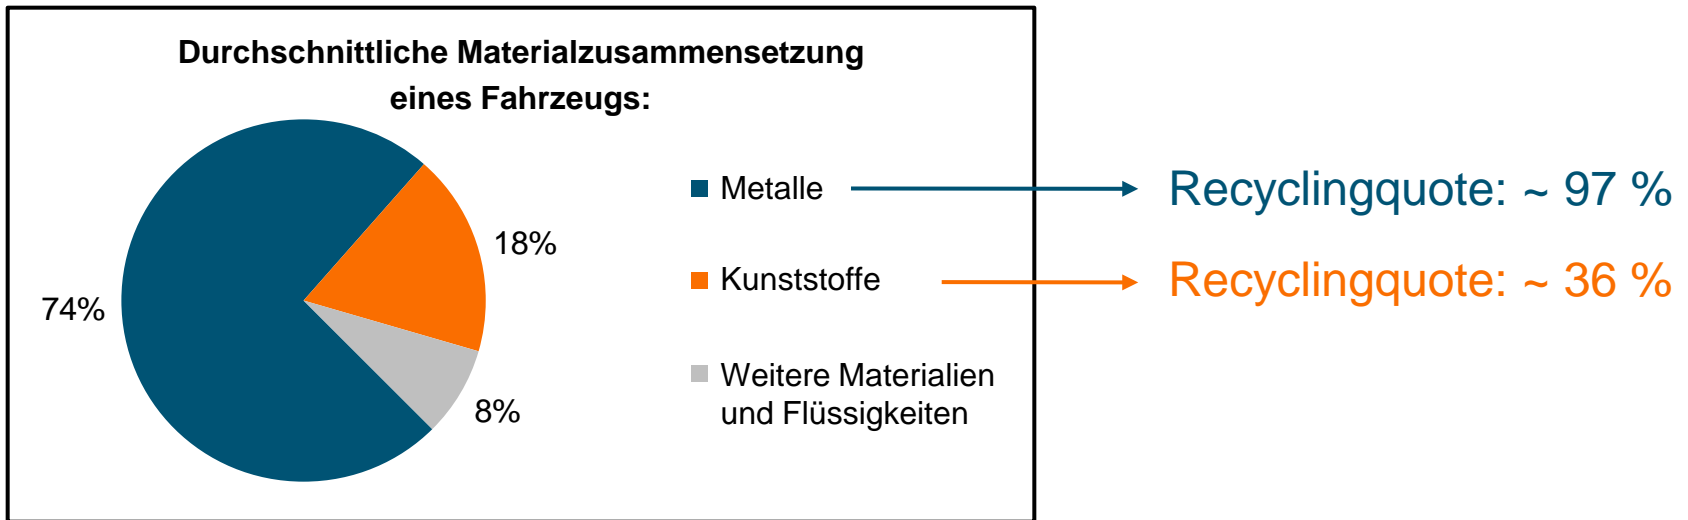 Durchschnittliche Materialzusammensetzung
eines Fahrzeugs:
74%
18%
8%
Metalle
Kunststoffe
Weitere Materialien
und Flüssigkeiten
Recyclingquote: ~ 97 %
Recyclingquote: ~ 36 %